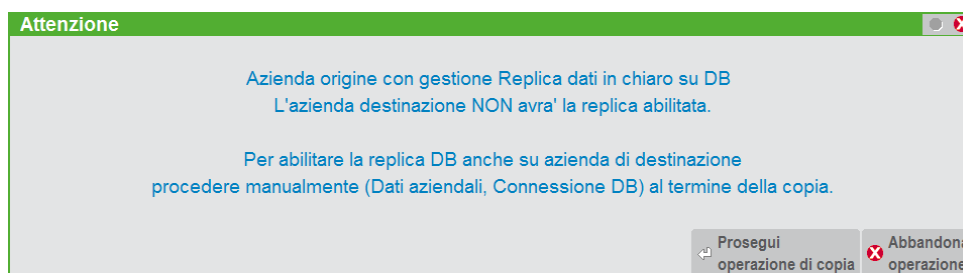 Attenzione
Azienda origine con gestione Replica dati in chiaro su DB
L'azienda destinazione NON avra' la replica abilitata.
Per abilitare la replica DB anche su azienda di destinazione
procedere manualmente (Dati aziendali, Connessione DB) al termine della copia.
Prosegui
operazione di copia
Abbandona
operazione